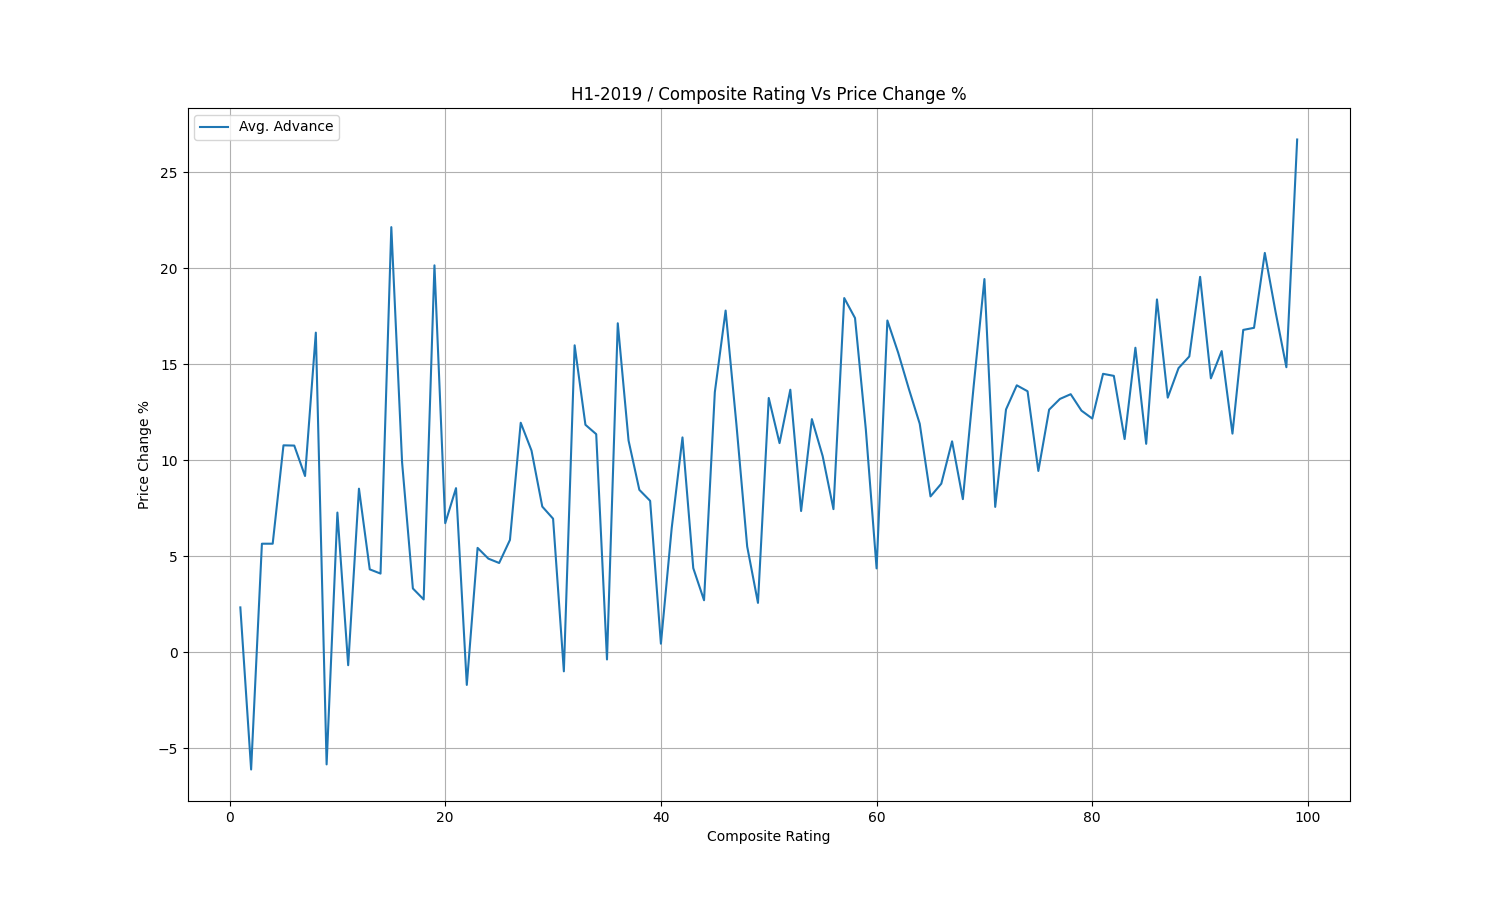 H1-2019 / Composite Rating Vs Price Change %
Avg. Advance
25
20
15
10
5
0
−5
Price Change %
0 20 40 60 80 100
Composite Rating